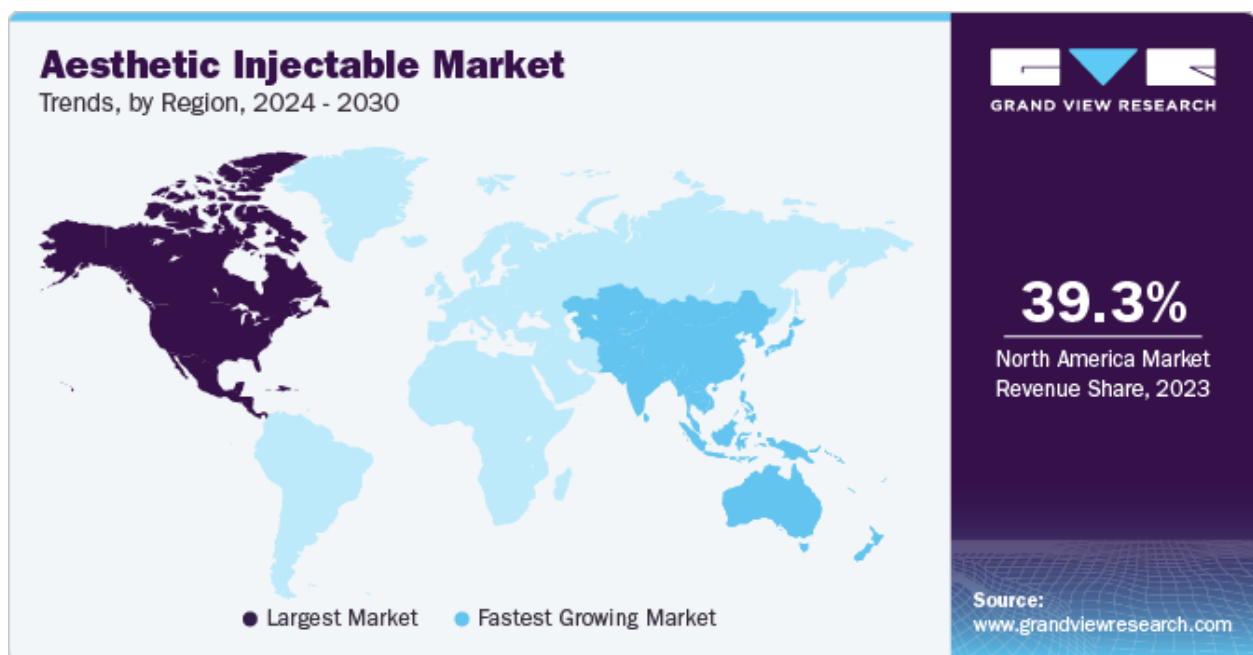 Aesthetic Injectable Market
Trends, by Region, 2024 - 2030
GRAND VIEW RESEARCH
39.3%
North America Market
Revenue Share, 2023
Largest Market
Fastest Growing Market
Source:
www.grandviewresearch.com